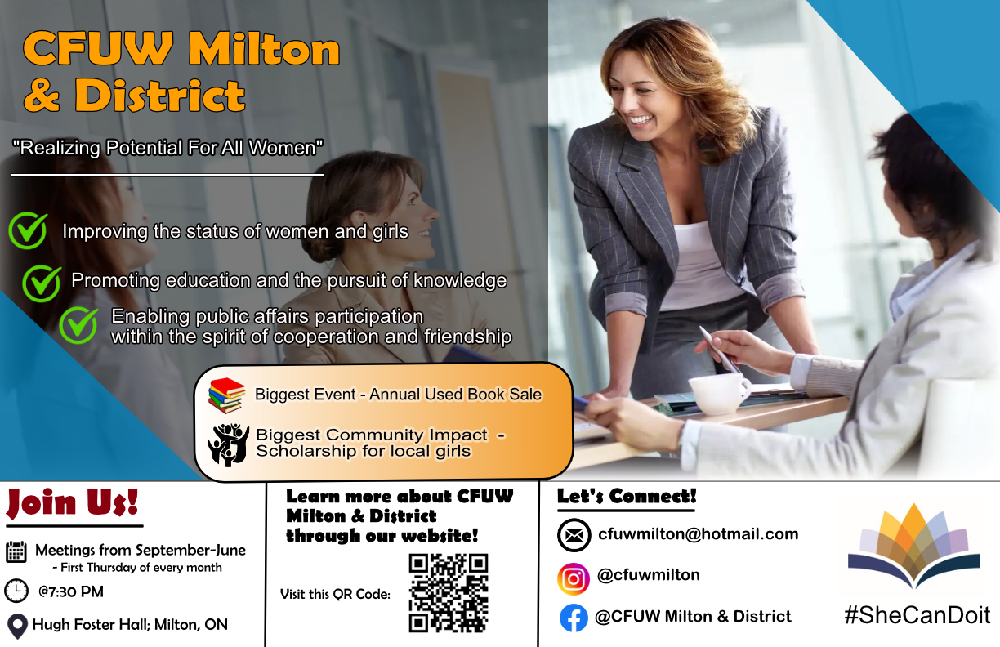 CFUW Milton
& District
"Realizing Potential For All Women"
Improving the status of women and girls
Promoting education and the pursuit of knowledge
Enabling public affairs participation
within the spirit of cooperation and friendship
Biggest Event - Annual Used Book Sale
Biggest Community Impact -
Scholarship for local girls
Join Us!
Meetings from September-June
- First Thursday of every month
@7:30 PM
Hugh Foster Hall; Milton, ON
Learn more about CFUW
Milton & District
through our website!
Visit this QR Code:
Let's Connect!
cfuwmilton@hotmail.com
@cfuwmilton
@CFUW Milton & District
#SheCanDoit